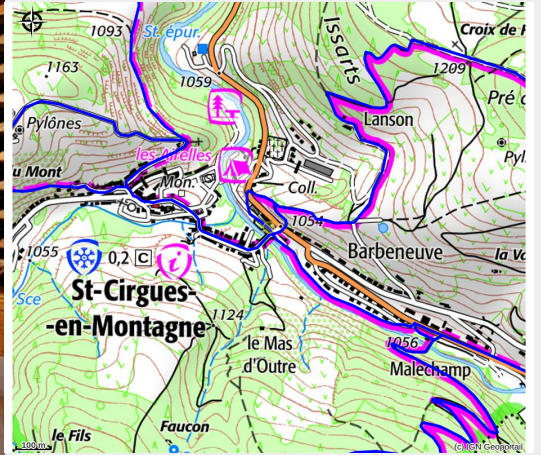 1093
St. épur.
Issarts
Croix de
1163
1059
1209
Pylônes
Lanson
Pré
les Airelles
Pyl
u Mont
Mon.
Coll.
1054
1055
0,2 C
Barbeneuve
la Va
Sce
St-Cirgues-
-en-Montagne
1124
le Mas
d'Outre
1056
Malechamp
Faucon
le Fils
100 m
(c) IGN Geoportail